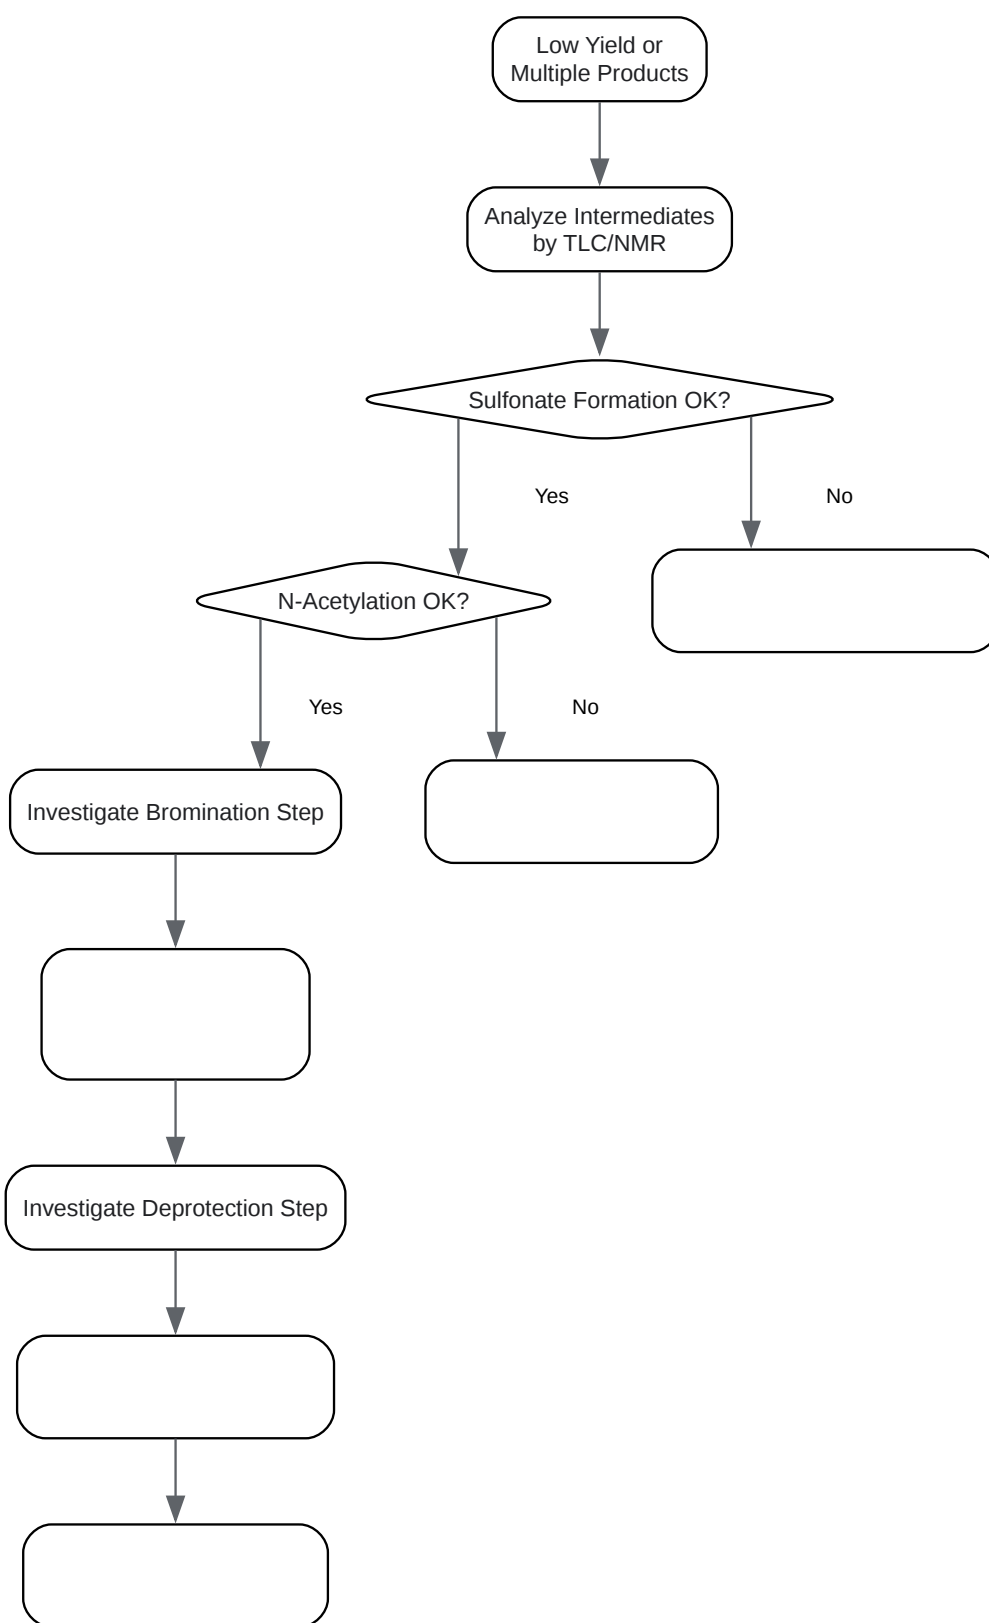 Low Yield or
Multiple Products
Analyze Intermediates
by TLC/NMR
Sulfonate Formation OK?
Yes
No
N-Acetylation OK?
Yes
No
Investigate Bromination Step
Investigate Deprotection Step